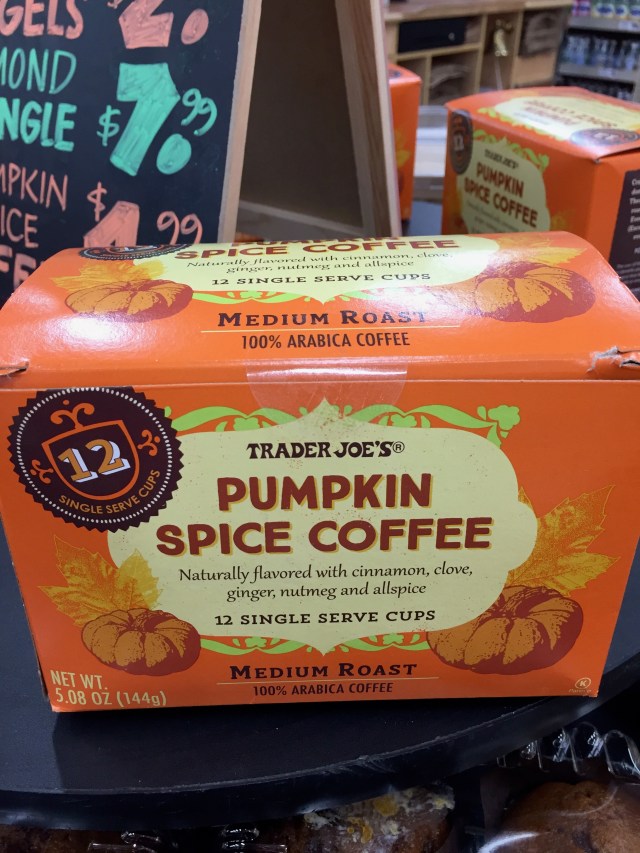 GELS $2.
MOND
NGLE $1.99
MPKIN $
ICE 4.99
SPICE COFFEE
Naturally flavored with cinnamon, clove,
ginger, nutmeg and allspice
12 SINGLE SERVE CUPS
MEDIUM ROAST
100% ARABICA COFFEE
12
SINGLE SERVE CUPS
TRADER JOE'S®
PUMPKIN
SPICE COFFEE
Naturally flavored with cinnamon, clove,
ginger, nutmeg and allspice
12 SINGLE SERVE CUPS
MEDIUM ROAST
100% ARABICA COFFEE
NET WT.
5.08 OZ (144g)
K
TRADER JOE'S
PUMPKIN
SPICE COFFEE